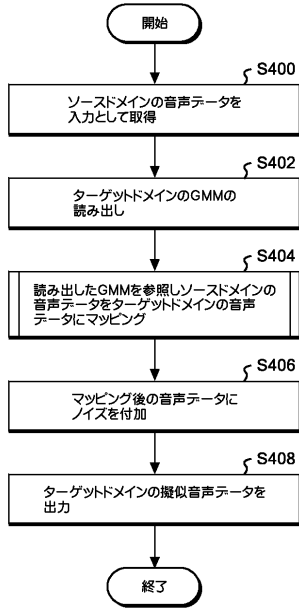 開始
S400
ソースドメインの音声データを
入力として取得
S402
ターゲットドメインのGMMの
読み出し
S404
読み出したGMMを参照しソースドメインの
音声データをターゲットドメインの音声
データにマッピング
S406
マッピング後の音声データに
ノイズを付加
S408
ターゲットドメインの擬似音声データを
出力
終了